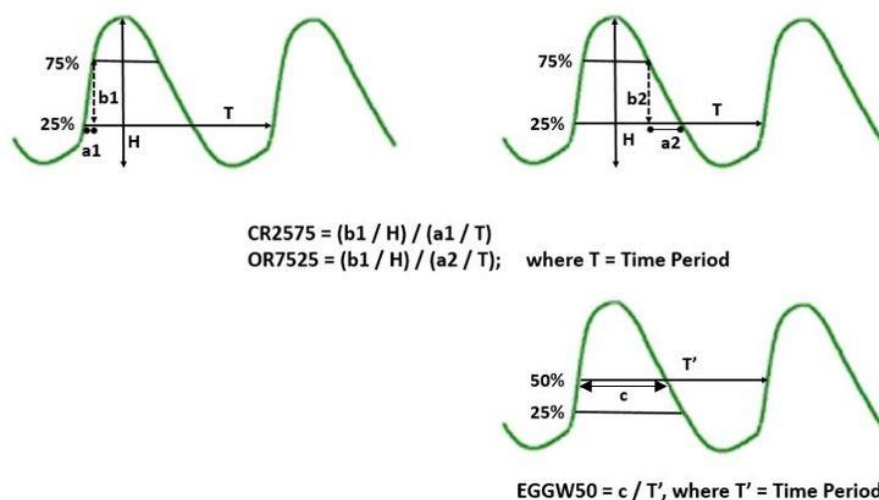 75%
b1
T
25%
H
a1
75%
b2
T
25%
H
a2
CR2575 = (b1 / H) / (a1 / T)
OR7525 = (b1 / H) / (a2 / T);    where T = Time Period
T’
50%
c
25%
EGGW50 = c / T’, where T’ = Time Period